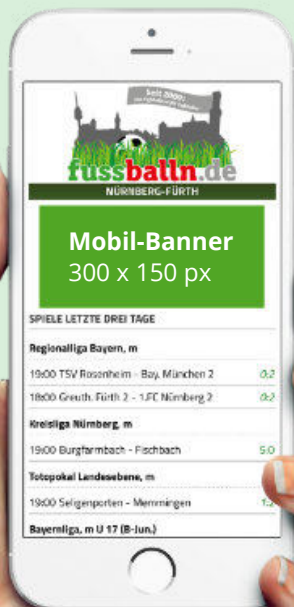 Seit 2000:
fussballn.de
NÜRNBERG-FÜRTH
Mobil-Banner
300 x 150 px
SPIELE LETZTE DREI TAGE
Regionalliga Bayern, m
19:00 TSV Rosenheim - Bay. München 2 0:2
18:00 Greuth. Fürth 2 - 1.FC Nürnberg 2 0:2
Kreisliga Nürnberg, m
19:00 Burgfarrnbach - Fischbach 5:0
Totopokal Landesebene, m
19:00 Seligenporten - Memmingen 1:2
Bayernliga, m U 17 (B-Jun.)